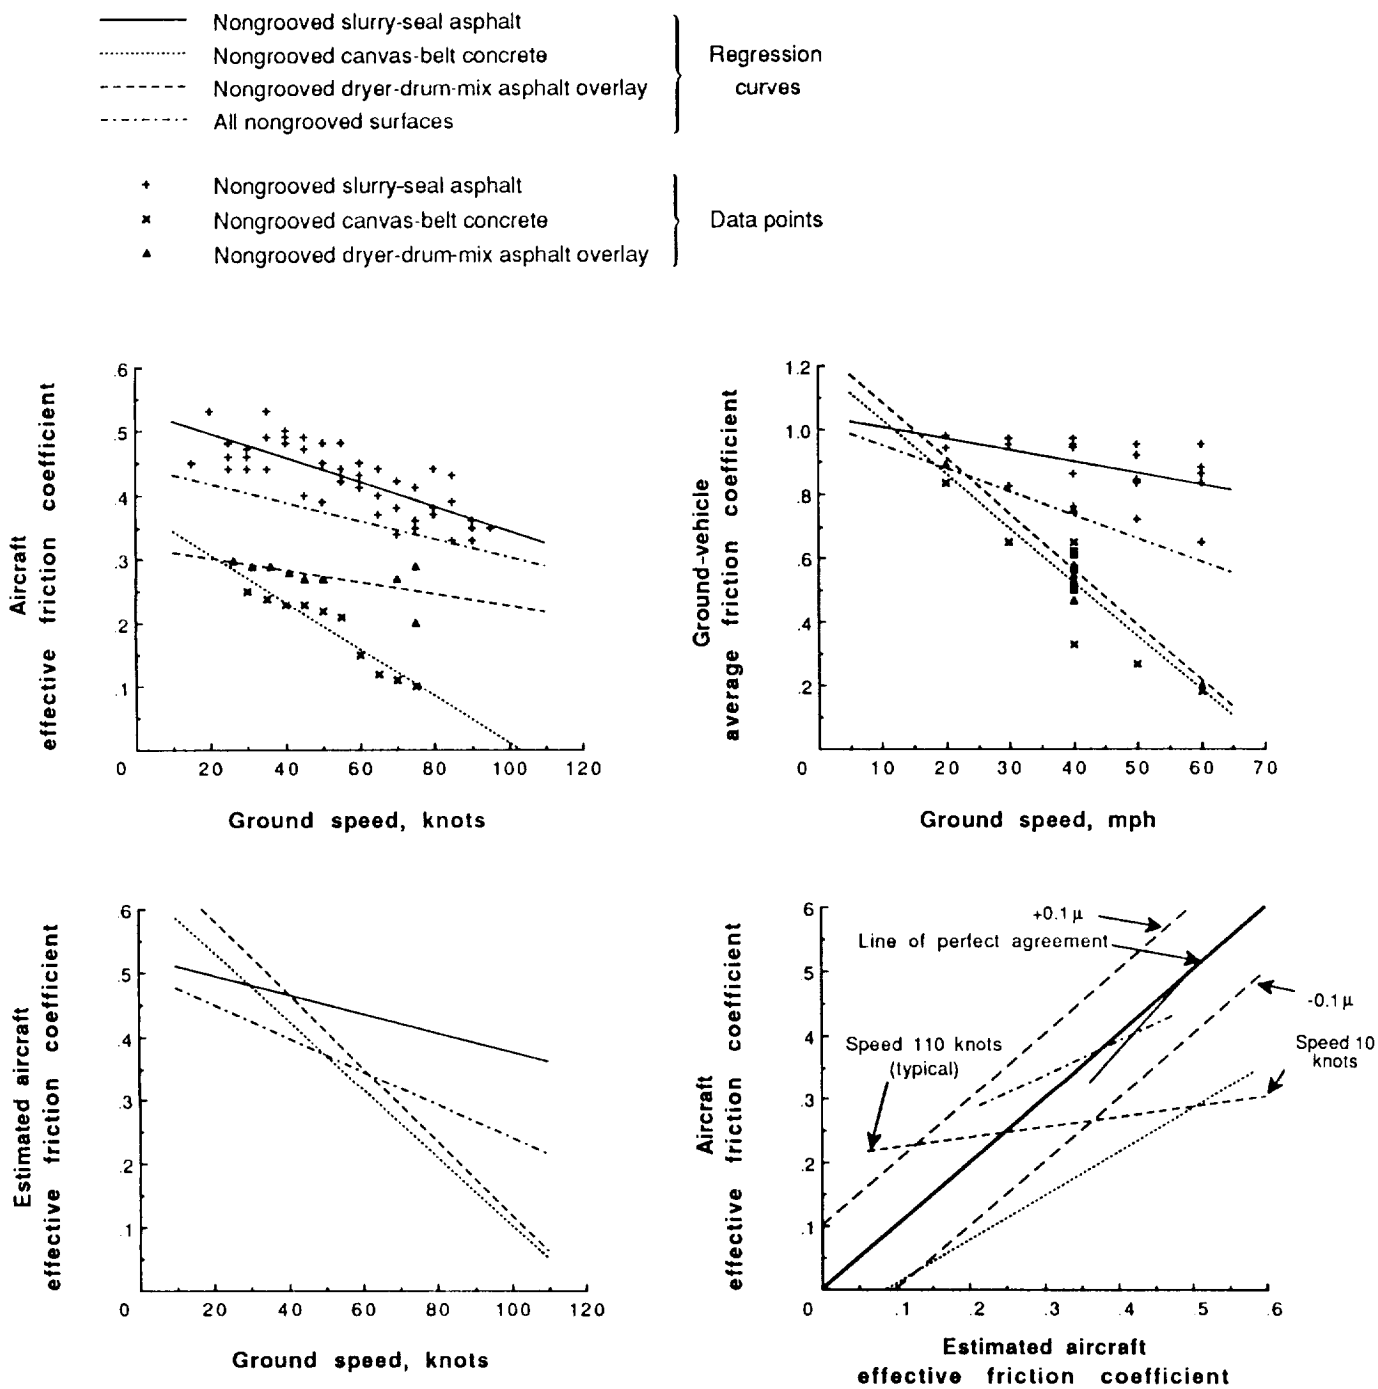 Nongrooved slurry-seal asphalt
Nongrooved canvas-belt concrete
Nongrooved dryer-drum-mix asphalt overlay
All nongrooved surfaces
Regression
curves
Nongrooved slurry-seal asphalt
Nongrooved canvas-belt concrete
Nongrooved dryer-drum-mix asphalt overlay
Data points
Aircraft
effective friction coefficient
.6
.5
.4
.3
.2
.1
0 20 40 60 80 100 120
Ground speed, knots
Ground-vehicle
average friction coefficient
1.2
1.0
.8
.6
.4
.2
0 10 20 30 40 50 60 70
Ground speed, mph
Estimated aircraft
effective friction coefficient
.6
.5
.4
.3
.2
.1
0 20 40 60 80 100 120
Ground speed, knots
Aircraft
effective friction coefficient
6
.5
.4
.3
.2
.1
0 .1 .2 .3 .4 5 .6
Estimated aircraft
effective friction coefficient
+0.1 μ
Line of perfect agreement
-0.1 μ
Speed 110 knots
(typical)
Speed 10
knots